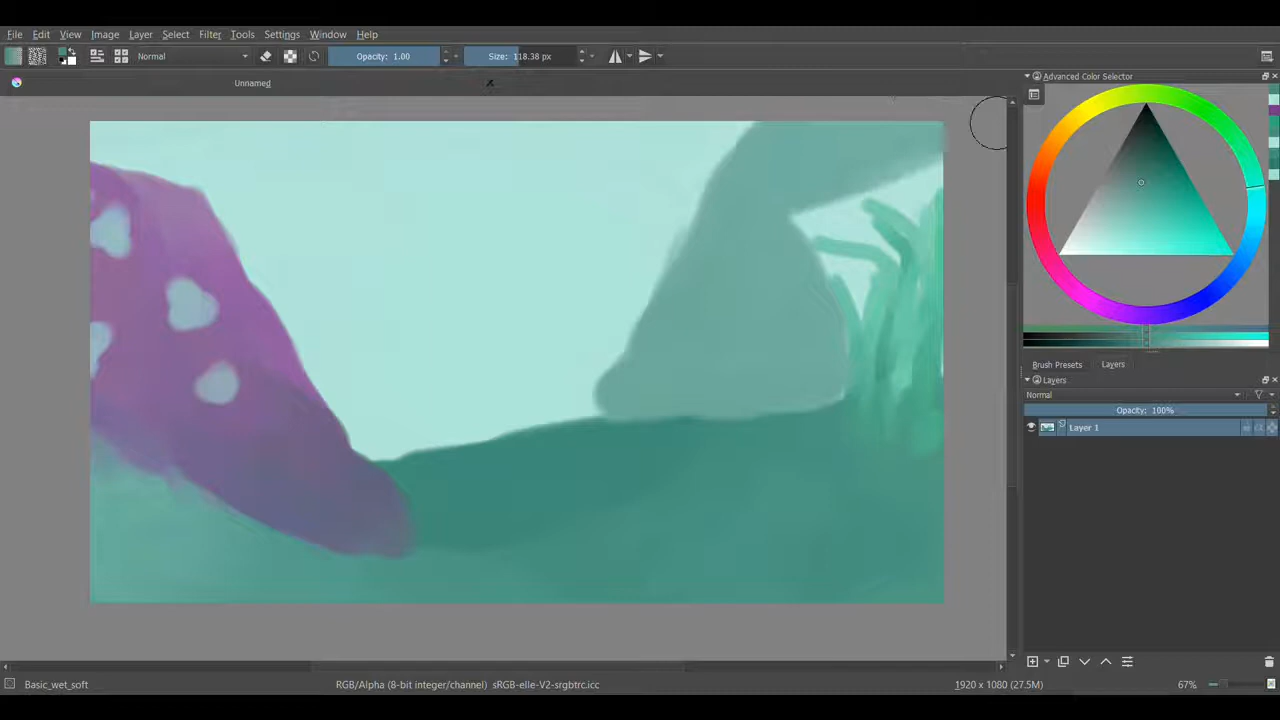 File Edit View Image Layer Select Filter Tools Settings Window Help
Normal Opacity: 1.00 Size: 118.38 px
Advanced Color Selector
Unnamed
Brush Presets Layers
Layers
Normal
Opacity: 100%
Layer 1
Basic_wet_soft RGB/Alpha (8-bit integer/channel) sRGB-elle-V2-srgbtrc.icc 1920 x 1080 (27.5M) 67%